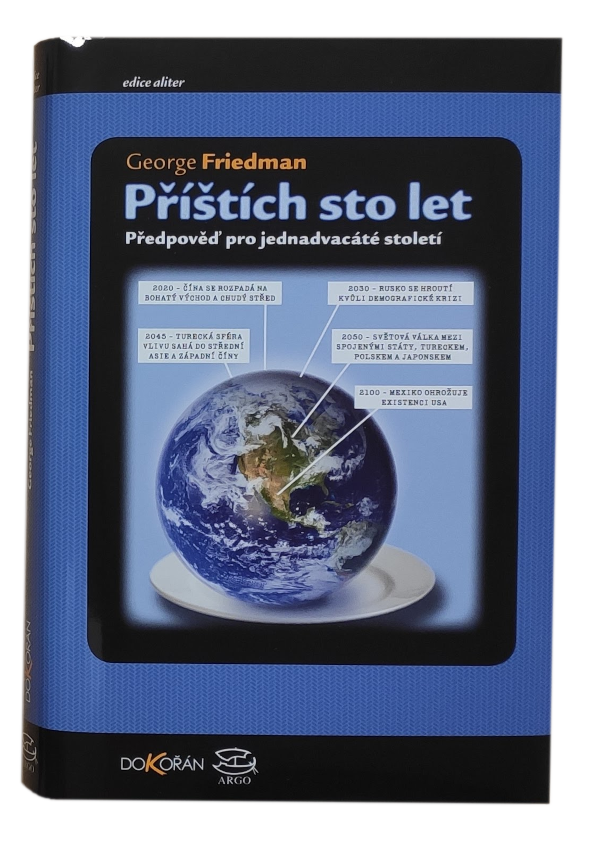 edice aliter
George Friedman
Příštích sto let
Předpověď pro jednadvacáté století
2020 - ČÍNA SE ROZPADÁ NA
BOHATÝ VÝCHOD A CHUDÝ STŘED
2030 - RUSKO SE HROUTÍ
KVŮLI DEMOGRAFICKÉ KRIZI
2045 - TURECKÁ SFÉRA
VLIVU SAHÁ DO STŘEDNÍ
ASIE A ZÁPADNÍ ČÍNY
2050 - SVĚTOVÁ VÁLKA MEZI
SPOJENÝMI STÁTY, TURECKEM,
POLSKEM A JAPONSKEM
2100 - MEXIKO OHROŽUJE
EXISTENCI USA
DOKOŘÁN
ARGO
George Friedman Příštích sto let
DOKOŘÁN
ARGO